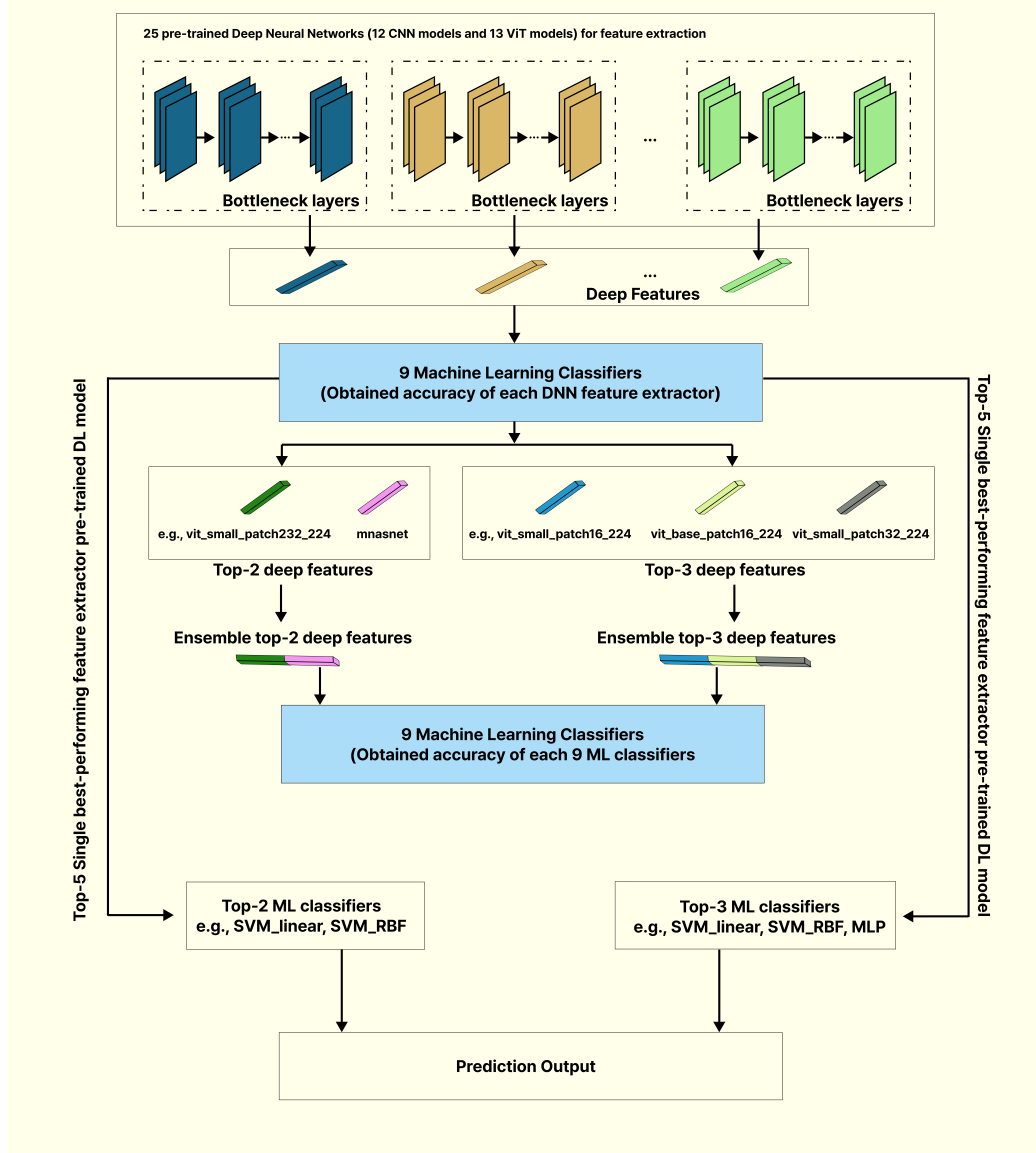 25 pre-trained Deep Neural Networks (12 CNN models and 13 ViT models) for feature extraction
...
...
...
...
Bottleneck layers
Bottleneck layers
Bottleneck layers
...
Deep Features
9 Machine Learning Classifiers
(Obtained accuracy of each DNN feature extractor)
Top-5 Single best-performing feature extractor pre-trained DL model
Top-5 Single best-performing feature extractor pre-trained DL model
e.g., vit_small_patch232_224
mnasnet
e.g., vit_small_patch16_224
vit_base_patch16_224
vit_small_patch32_224
Top-2 deep features
Top-3 deep features
Ensemble top-2 deep features
Ensemble top-3 deep features
9 Machine Learning Classifiers
(Obtained accuracy of each 9 ML classifiers
Top-2 ML classifiers
e.g., SVM_linear, SVM_RBF
Top-3 ML classifiers
e.g., SVM_linear, SVM_RBF, MLP
Prediction Output